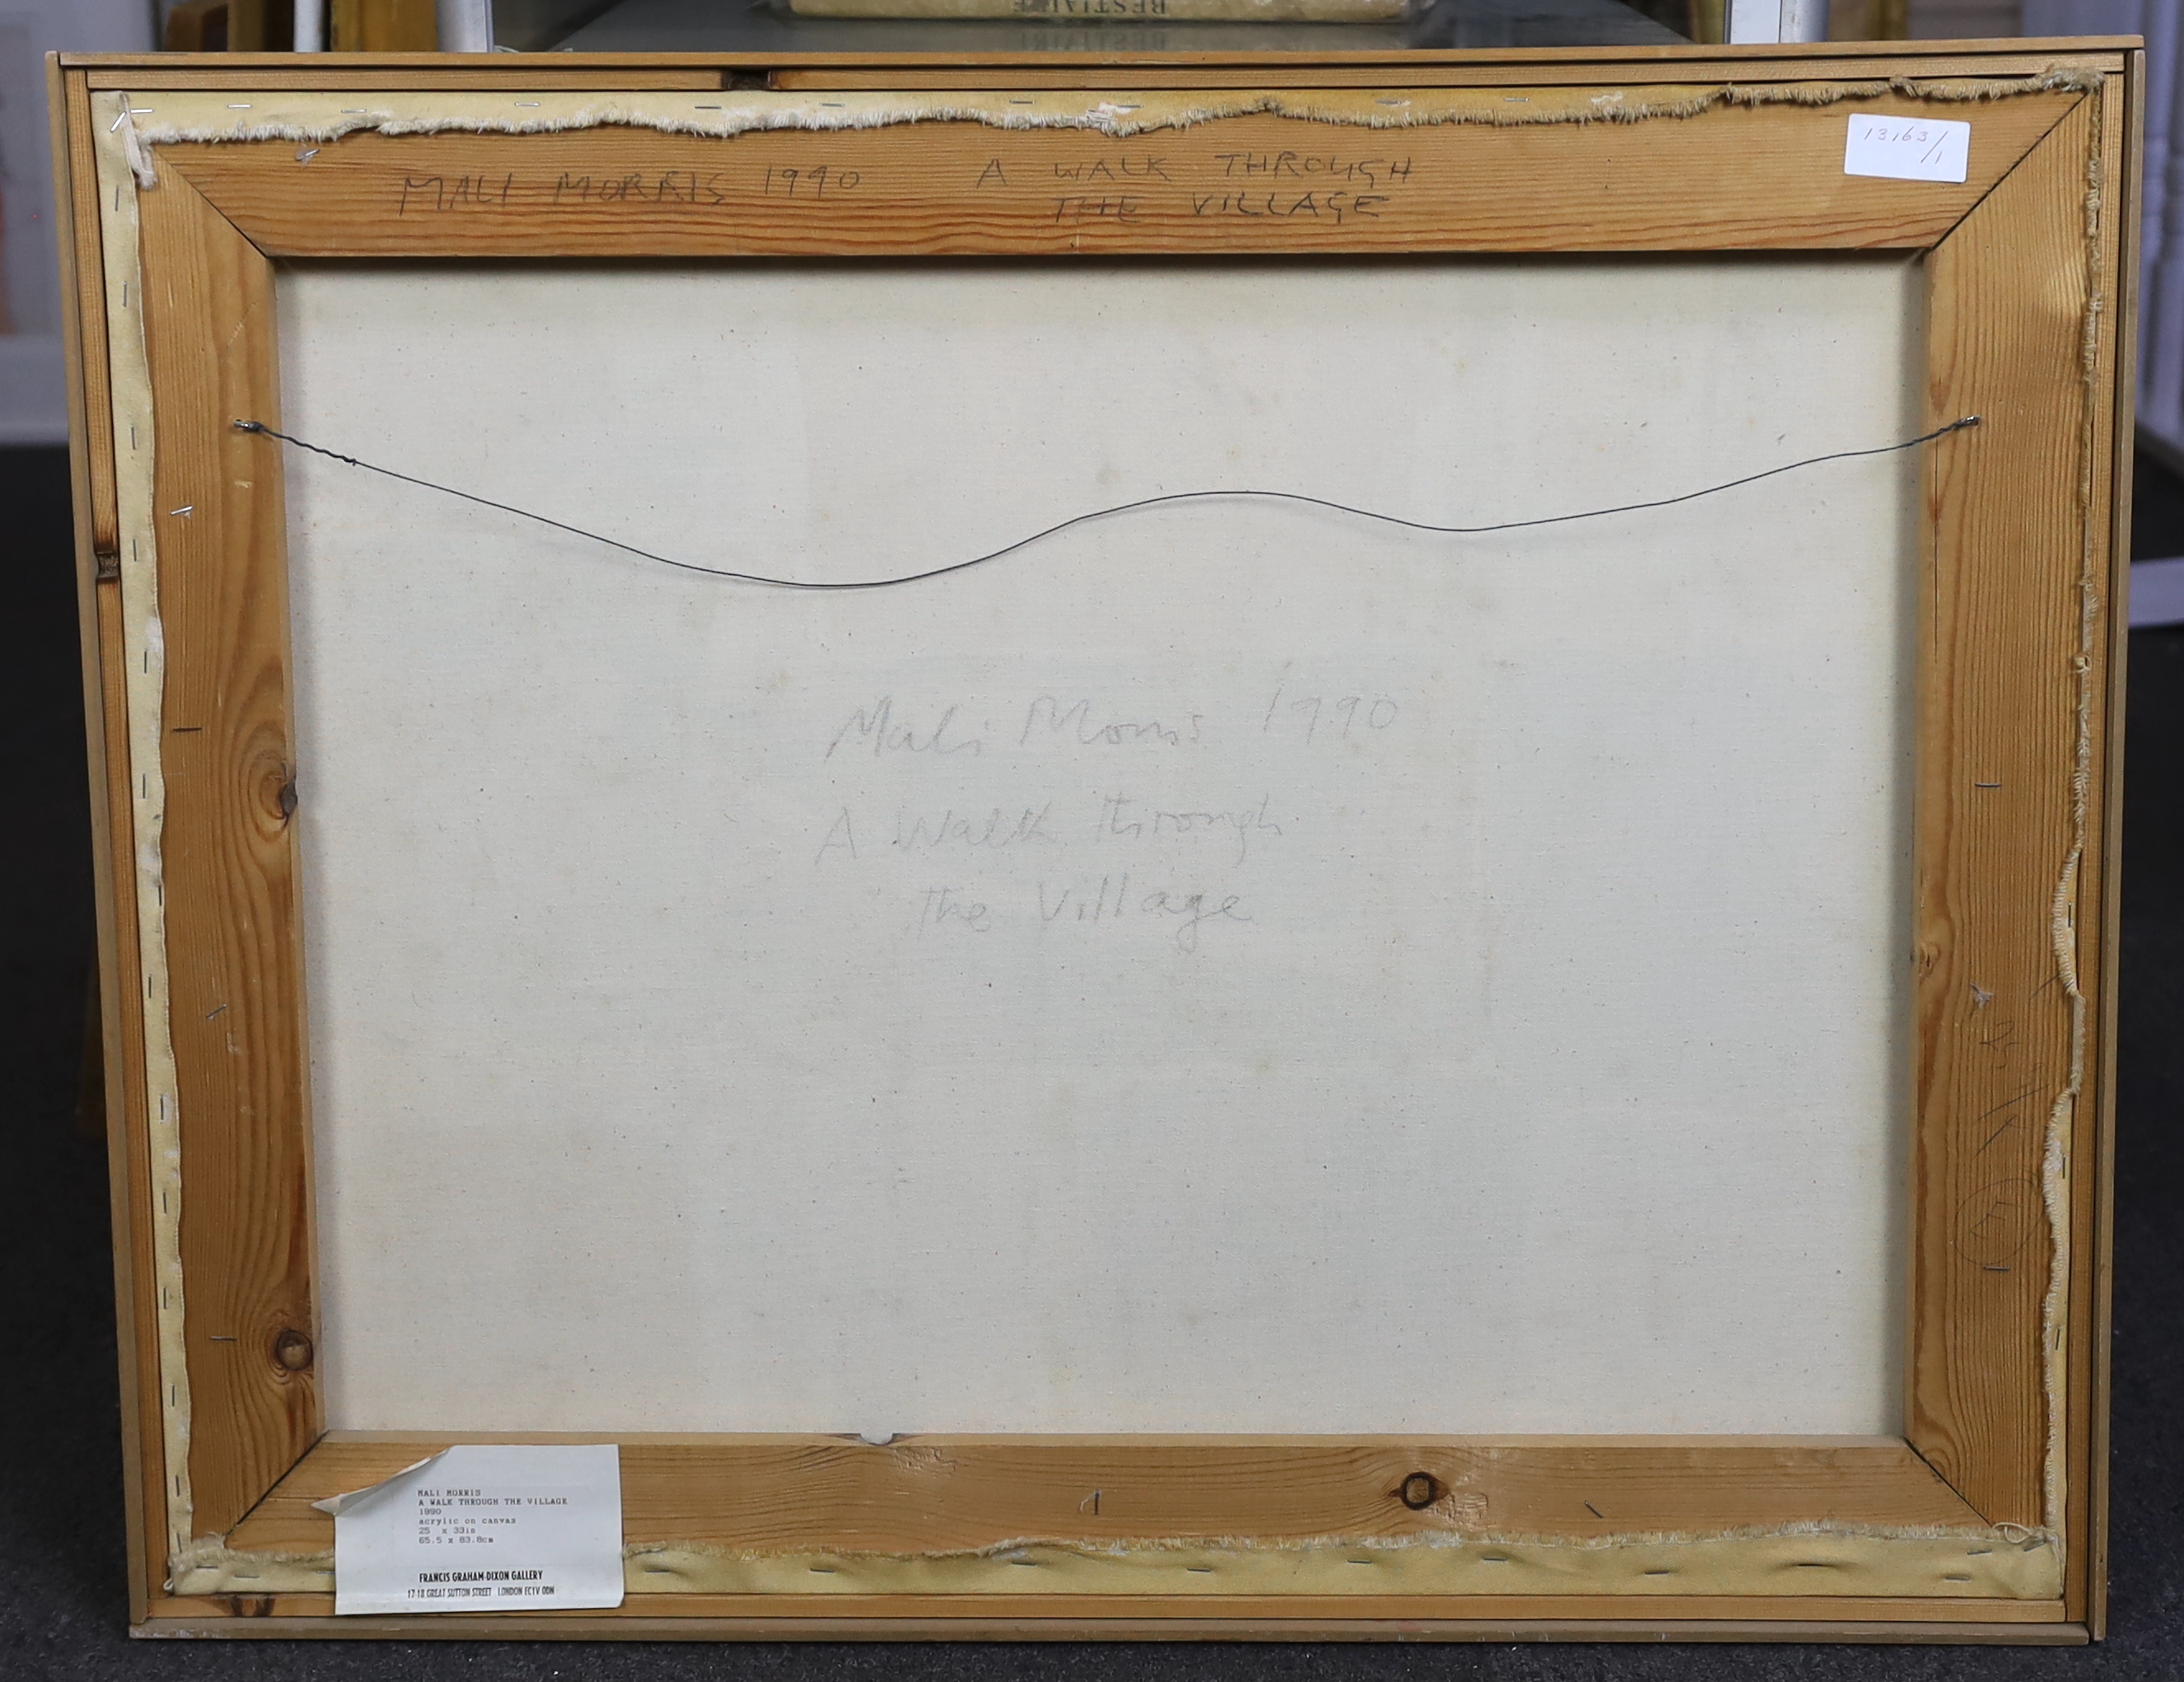 BESTIAIRE
13163/1
MALI MORRIS 1990 A WALK THROUGH
THE VILLAGE
Mali Morris 1990
A Walk through
the Village
MALI MORRIS
A WALK THROUGH THE VILLAGE
1990
acrylic on canvas
25 x 33in
65.5 x 83.8cm
FRANCIS GRAHAM-DIXON GALLERY
17-18 GREAT SUTTON STREET LONDON EC1V 0DN